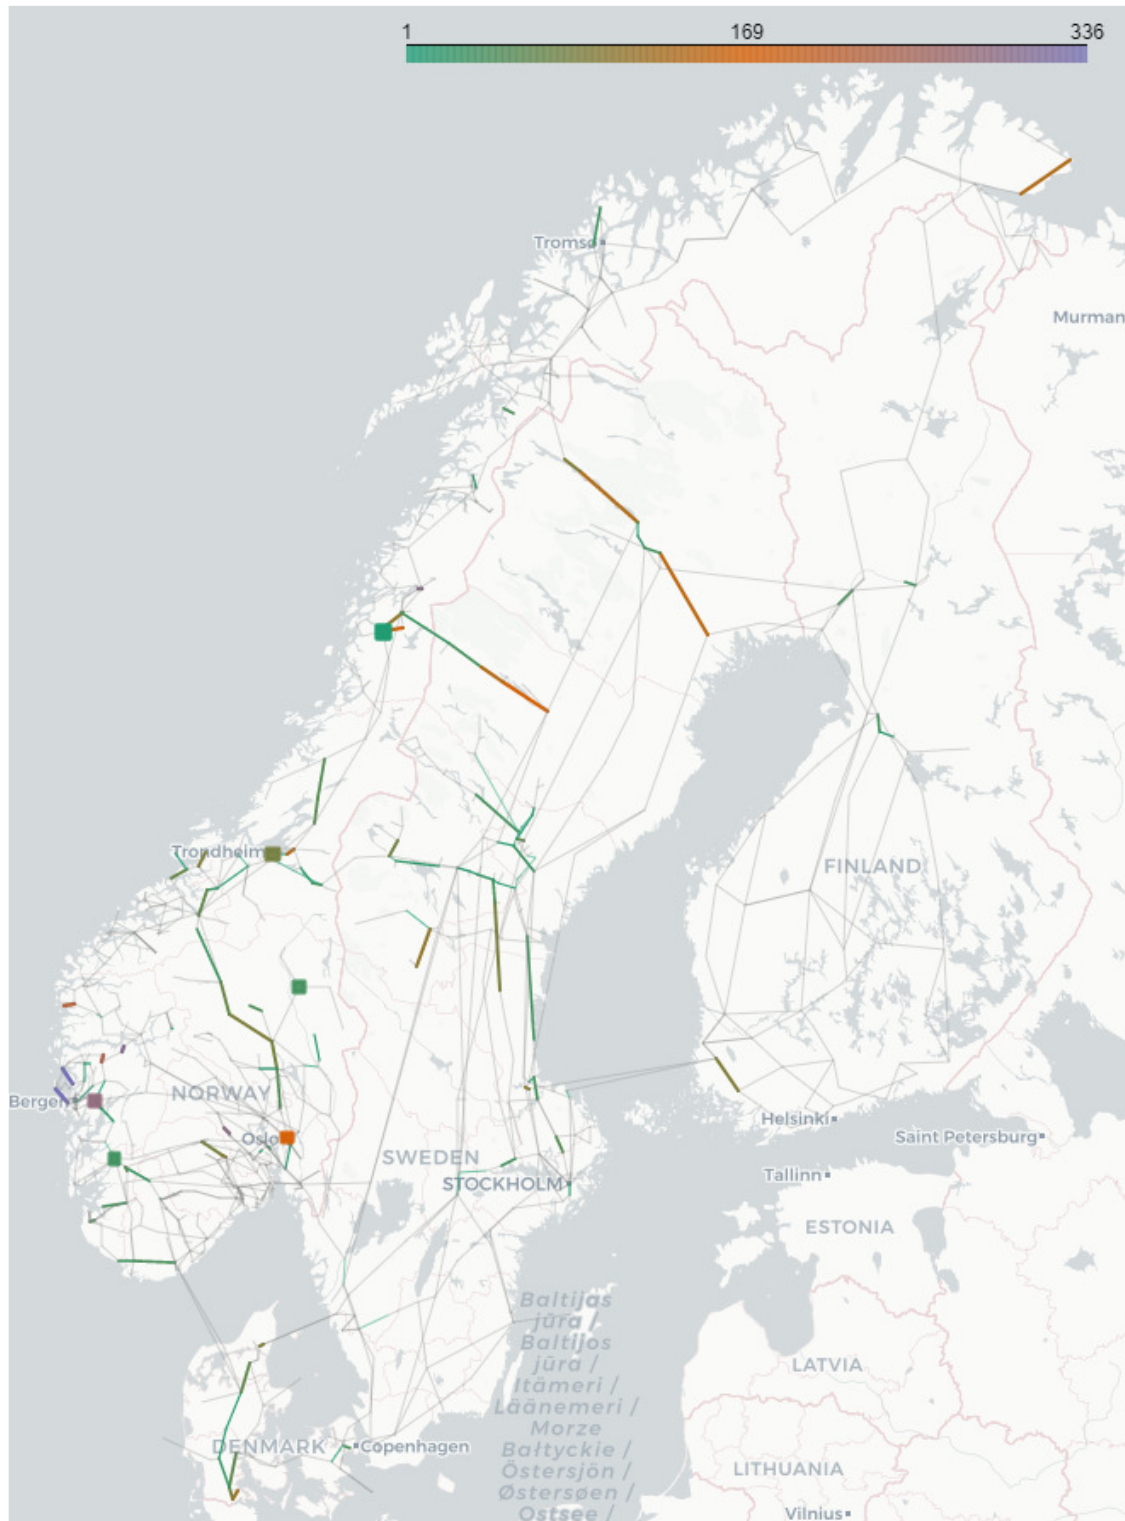 1 169 336
Tromsø
Murman
Trondheim
FINLAND
NORWAY
Bergen
Oslo
Helsinki
Saint Petersburg
SWEDEN
STOCKHOLM
Tallinn
ESTONIA
Baltijas
jūra /
Baltijos
jūra /
Itämeri /
Läänemeri /
Morze
Bałtyckie /
Östersjön /
Østersøen /
Ostsee /
LATVIA
DENMARK
Copenhagen
LITHUANIA
Vilnius